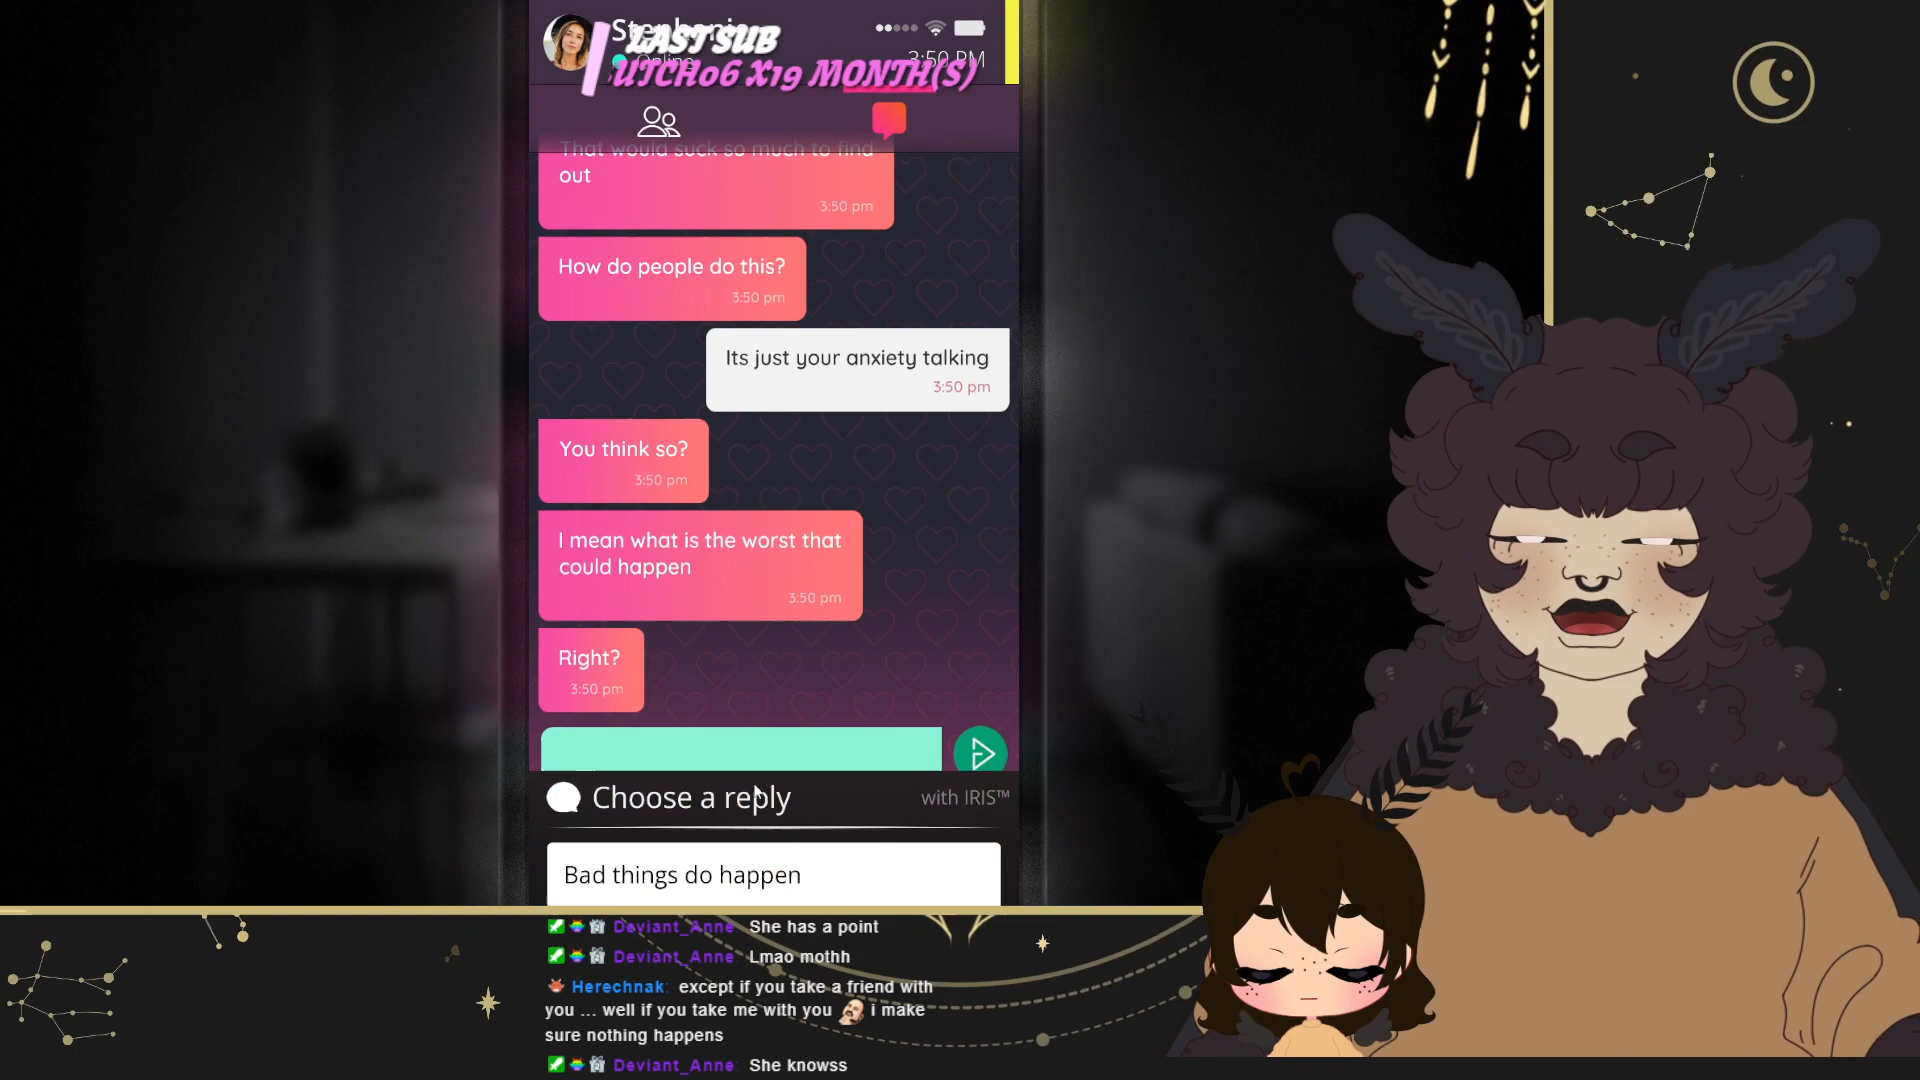 Stephanie
LAST SUB
UTCH06 X19 MONTH(S)
Online
3:50 PM
That would suck so much to find
out
3:50 pm
How do people do this?
3:50 pm
Its just your anxiety talking
3:50 pm
You think so?
3:50 pm
I mean what is the worst that
could happen
3:50 pm
Right?
3:50 pm
Choose a reply
with IRIS™
Bad things do happen
Deviant_Anne: She has a point
Deviant_Anne: Lmao mothh
Herechnak: except if you take a friend with
you ... well if you take me with you i make
sure nothing happens
Deviant_Anne: She knowss